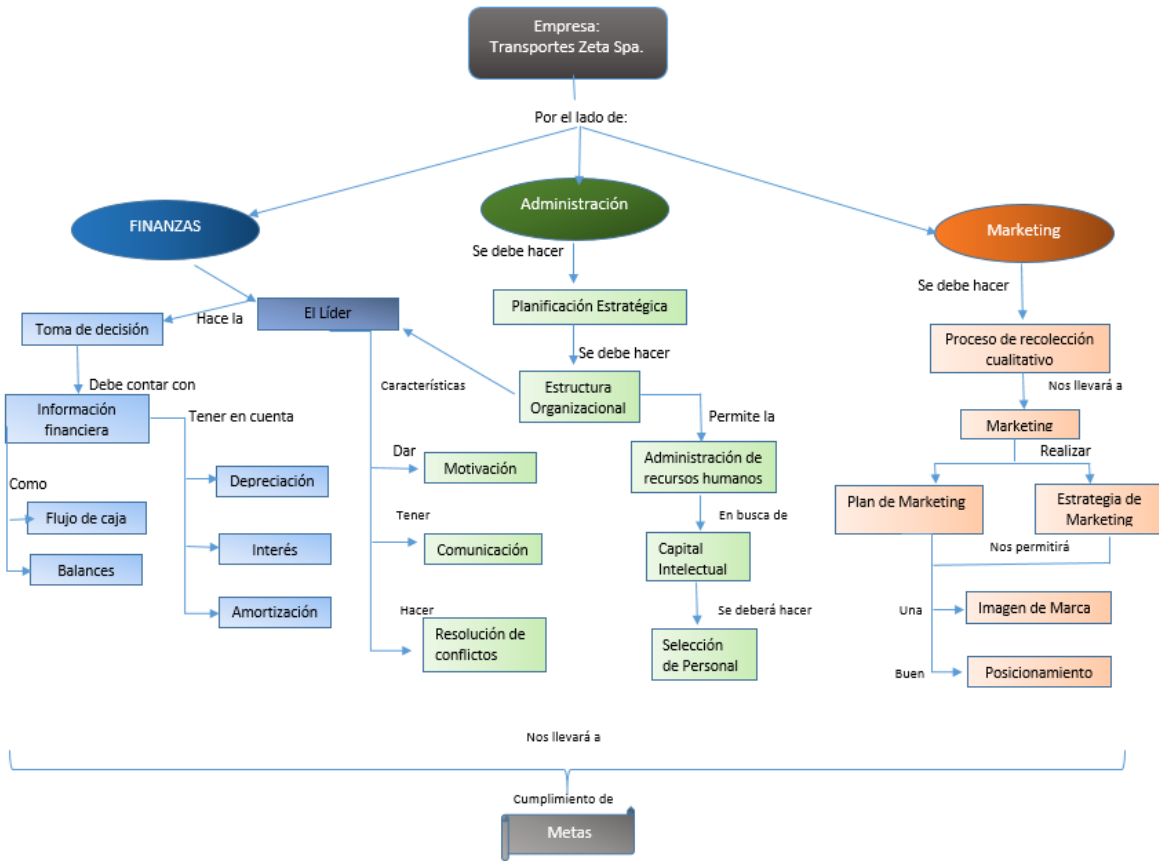 Empresa:
Transportes Zeta Spa.
Por el lado de:
FINANZAS
Administración
Marketing
Se debe hacer
Se debe hacer
El Líder
Hace la
Toma de decisión
Planificación Estratégica
Proceso de recolección
cualitativo
Se debe hacer
Debe contar con
Características
Nos llevará a
Información
financiera
Tener en cuenta
Estructura
Organizacional
Permite la
Marketing
Realizar
Dar
Motivación
Administración de
recursos humanos
Depreciación
Como
Plan de Marketing
Estrategia de
Marketing
Flujo de caja
Tener
En busca de
Interés
Comunicación
Capital
Intelectual
Nos permitirá
Balances
Amortización
Hacer
Se deberá hacer
Una
Imagen de Marca
Resolución de
conflictos
Selección
de Personal
Buen
Posicionamiento
Nos llevará a
Cumplimiento de
Metas